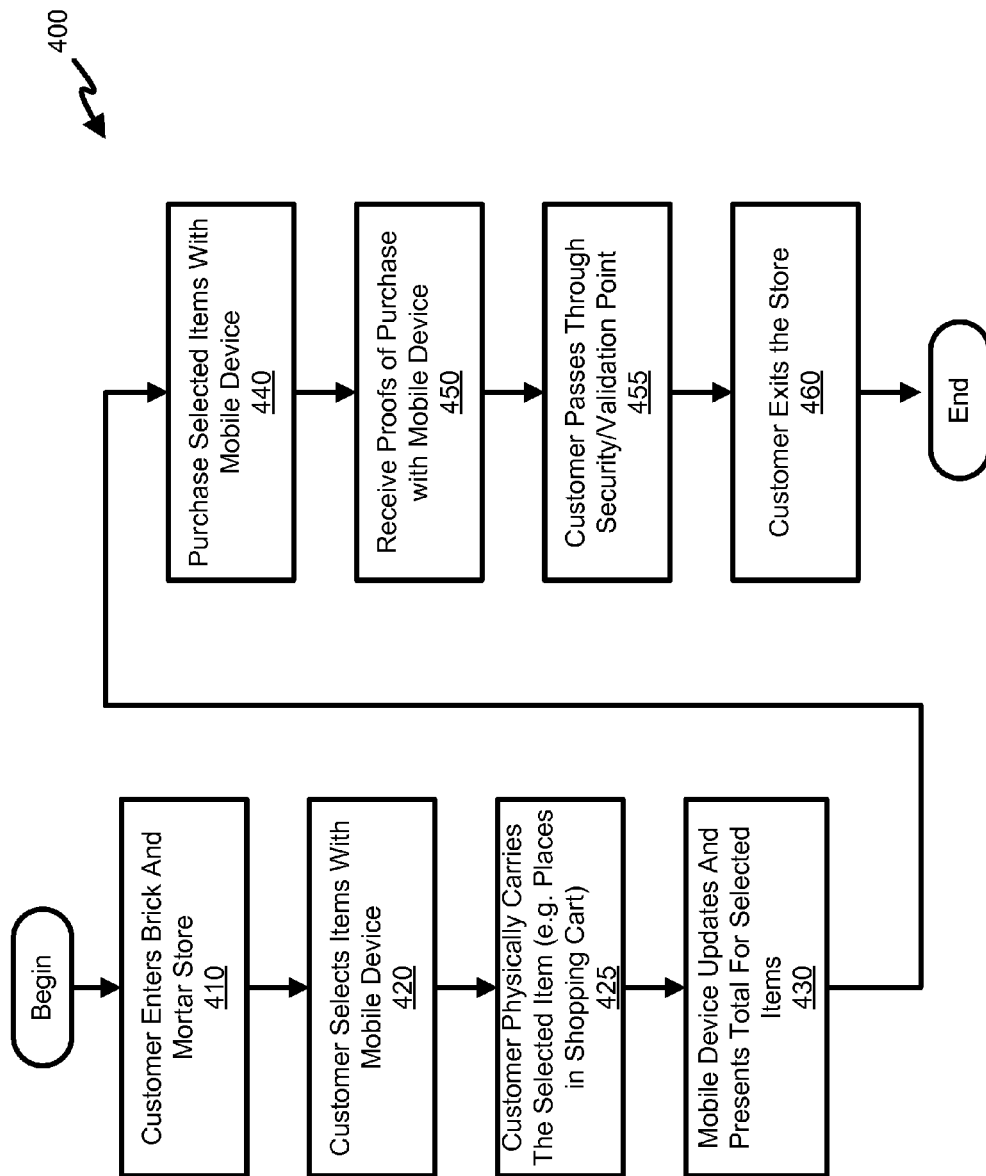 400
Begin
Customer Enters Brick And
Mortar Store
410
Customer Selects Items With
Mobile Device
420
Customer Physically Carries
The Selected Item (e.g. Places
in Shopping Cart) 425
Mobile Device Updates And
Presents Total For Selected
Items
430
Purchase Selected Items With
Mobile Device
440
Receive Proofs of Purchase
with Mobile Device
450
Customer Passes Through
Security/Validation Point
455
Customer Exits the Store
460
End